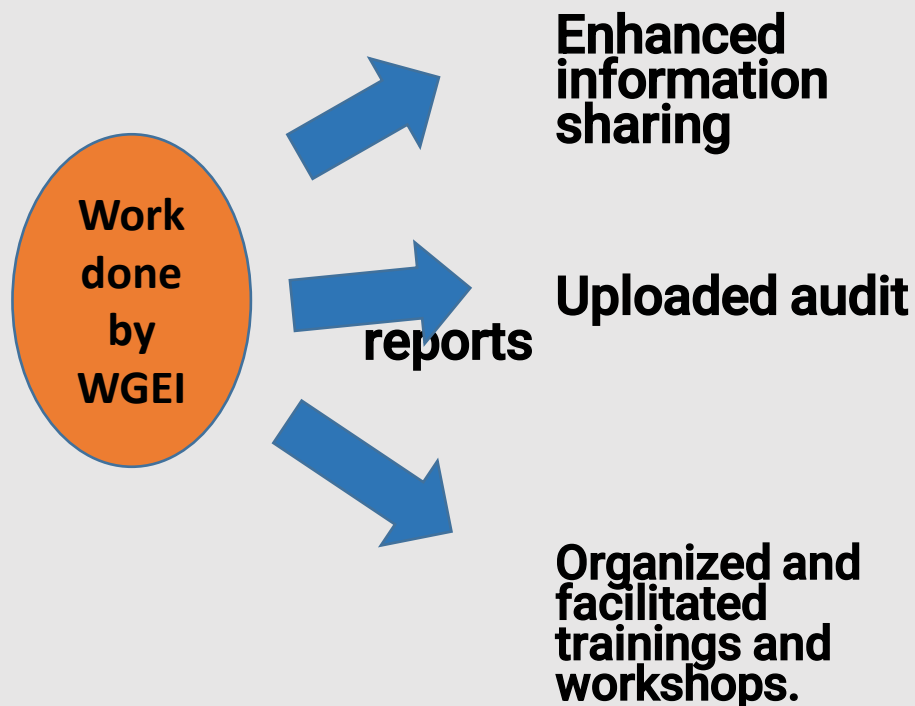 Work
done
by
WGEI
Enhanced
information
sharing
Uploaded audit
reports
Organized and
facilitated
trainings and
workshops.